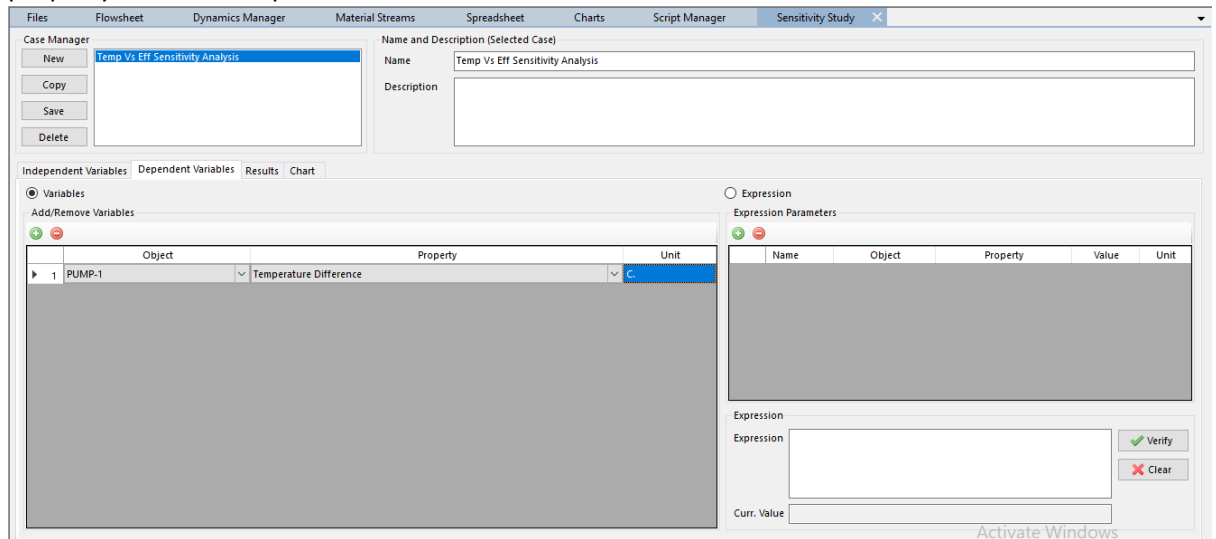 Files Flowsheet Dynamics Manager Material Streams Spreadsheet Charts Script Manager Sensitivity Study
Case Manager
New
Copy
Save
Delete
Temp Vs Eff Sensitivity Analysis
Name and Description (Selected Case)
Name Temp Vs Eff Sensitivity Analysis
Description
Independent Variables Dependent Variables Results Chart
Variables
Add/Remove Variables
Object Property Unit
1 PUMP-1 Temperature Difference C.
Expression
Expression Parameters
Name Object Property Value Unit
Expression
Expression
Verify
Clear
Curr. Value
Activate Windows